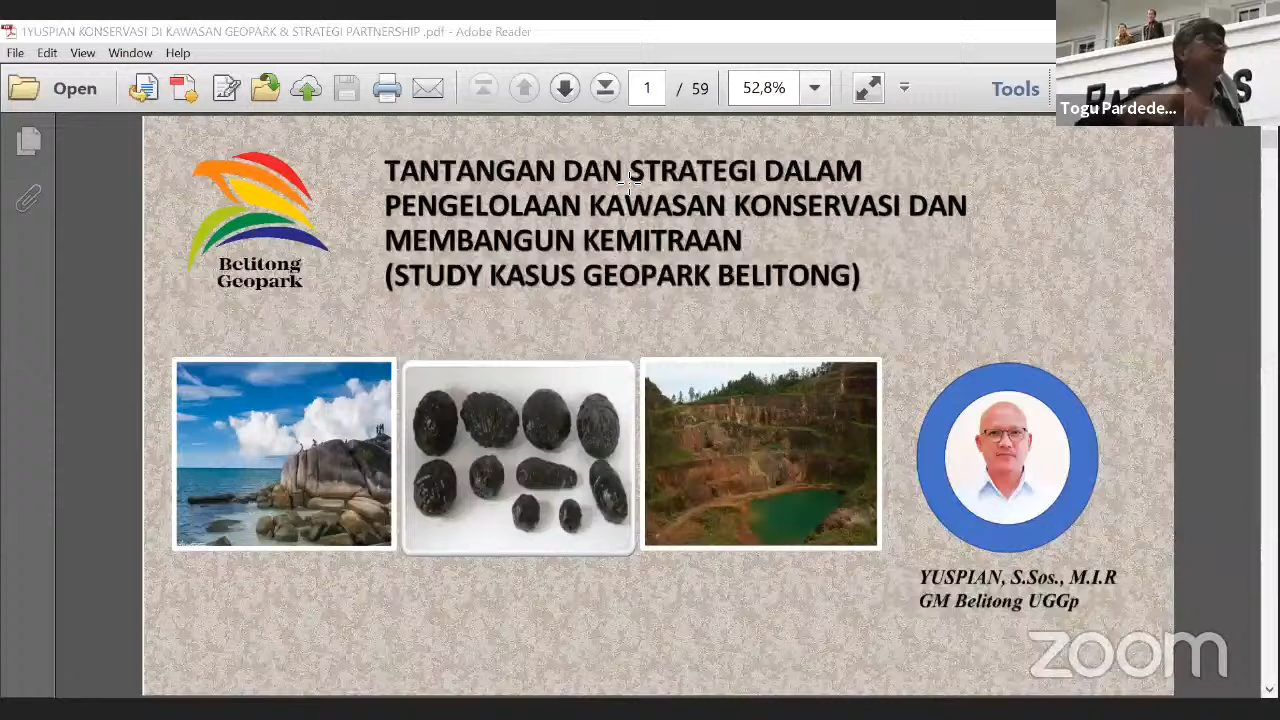 1YUSPIAN KONSERVASI DI KAWASAN GEOPARK & STRATEGI PARTNERSHIP .pdf - Adobe Reader
File Edit View Window Help
Open 1 / 59 52,8% Tools
Togu Pardede...
TANTANGAN DAN STRATEGI DALAM
PENGELOLAAN KAWASAN KONSERVASI DAN
MEMBANGUN KEMITRAAN
(STUDY KASUS GEOPARK BELITONG)
Belitong
Geopark
YUSPIAN, S.Sos., M.I.R
GM Belitong UGGp
zoom